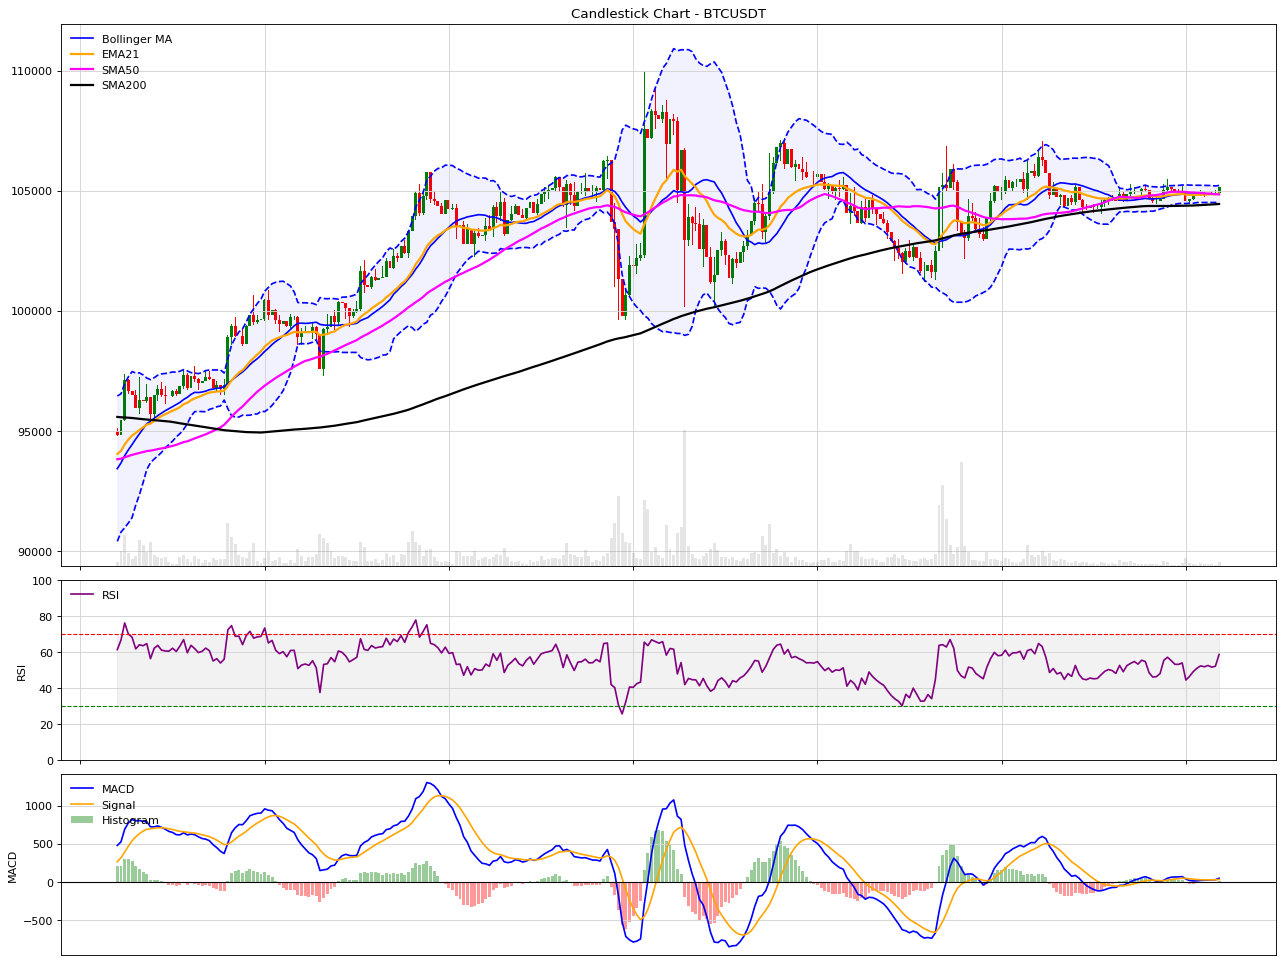 Candlestick Chart - BTCUSDT
Bollinger MA
EMA21
SMA50
SMA200
110000
105000
100000
95000
90000
RSI
100
80
60
40
20
0
RSI
MACD
Signal
Histogram
1000
500
0
−500
MACD